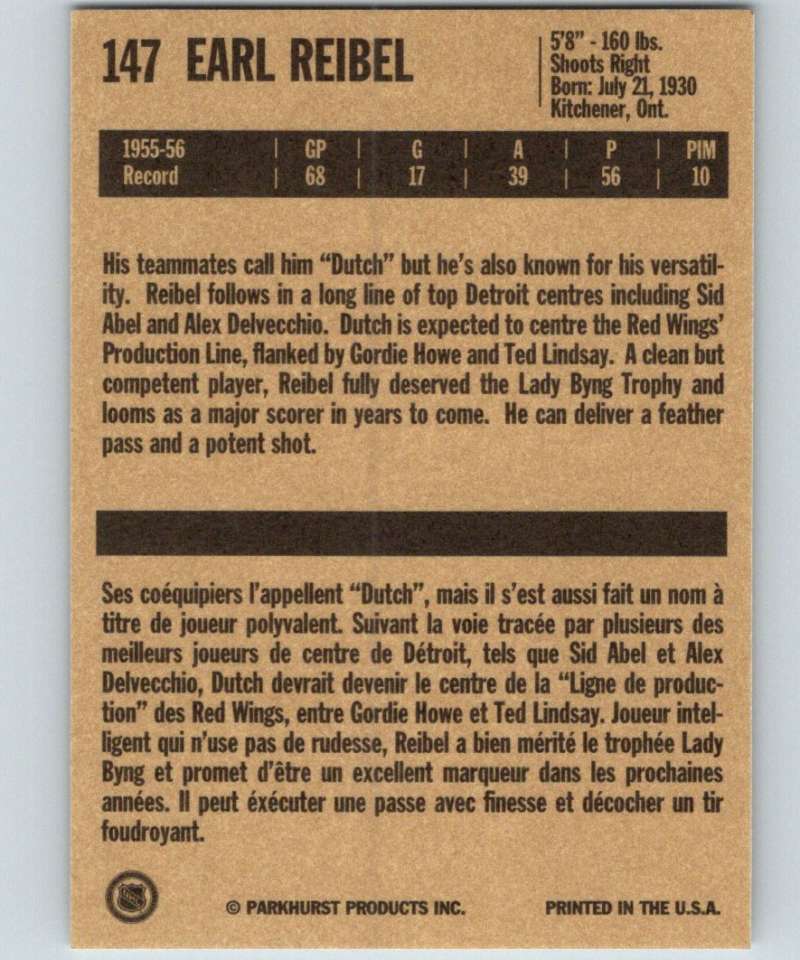 147 EARL REIBEL
5'8" - 160 lbs.
Shoots Right
Born: July 21, 1930
Kitchener, Ont.
1955-56 | GP | G | A | P | PIM
Record | 68 | 17 | 39 | 56 | 10
His teammates call him “Dutch” but he's also known for his versatil-
ity. Reibel follows in a long line of top Detroit centres including Sid
Abel and Alex Delvecchio. Dutch is expected to centre the Red Wings'
Production Line, flanked by Gordie Howe and Ted Lindsay. A clean but
competent player, Reibel fully deserved the Lady Byng Trophy and
looms as a major scorer in years to come. He can deliver a feather
pass and a potent shot.
Ses coéquipiers l'appellent “Dutch”, mais il s'est aussi fait un nom à
titre de joueur polyvalent. Suivant la voie tracée par plusieurs des
meilleurs joueurs de centre de Détroit, tels que Sid Abel et Alex
Delvecchio, Dutch devrait devenir le centre de la “Ligne de produc-
tion” des Red Wings, entre Gordie Howe et Ted Lindsay. Joueur intel-
ligent qui n'use pas de rudesse, Reibel a bien mérité le trophée Lady
Byng et promet d'être un excellent marqueur dans les prochaines
années. Il peut éxécuter une passe avec finesse et décocher un tir
foudroyant.
NHL
© PARKHURST PRODUCTS INC. PRINTED IN THE U.S.A.